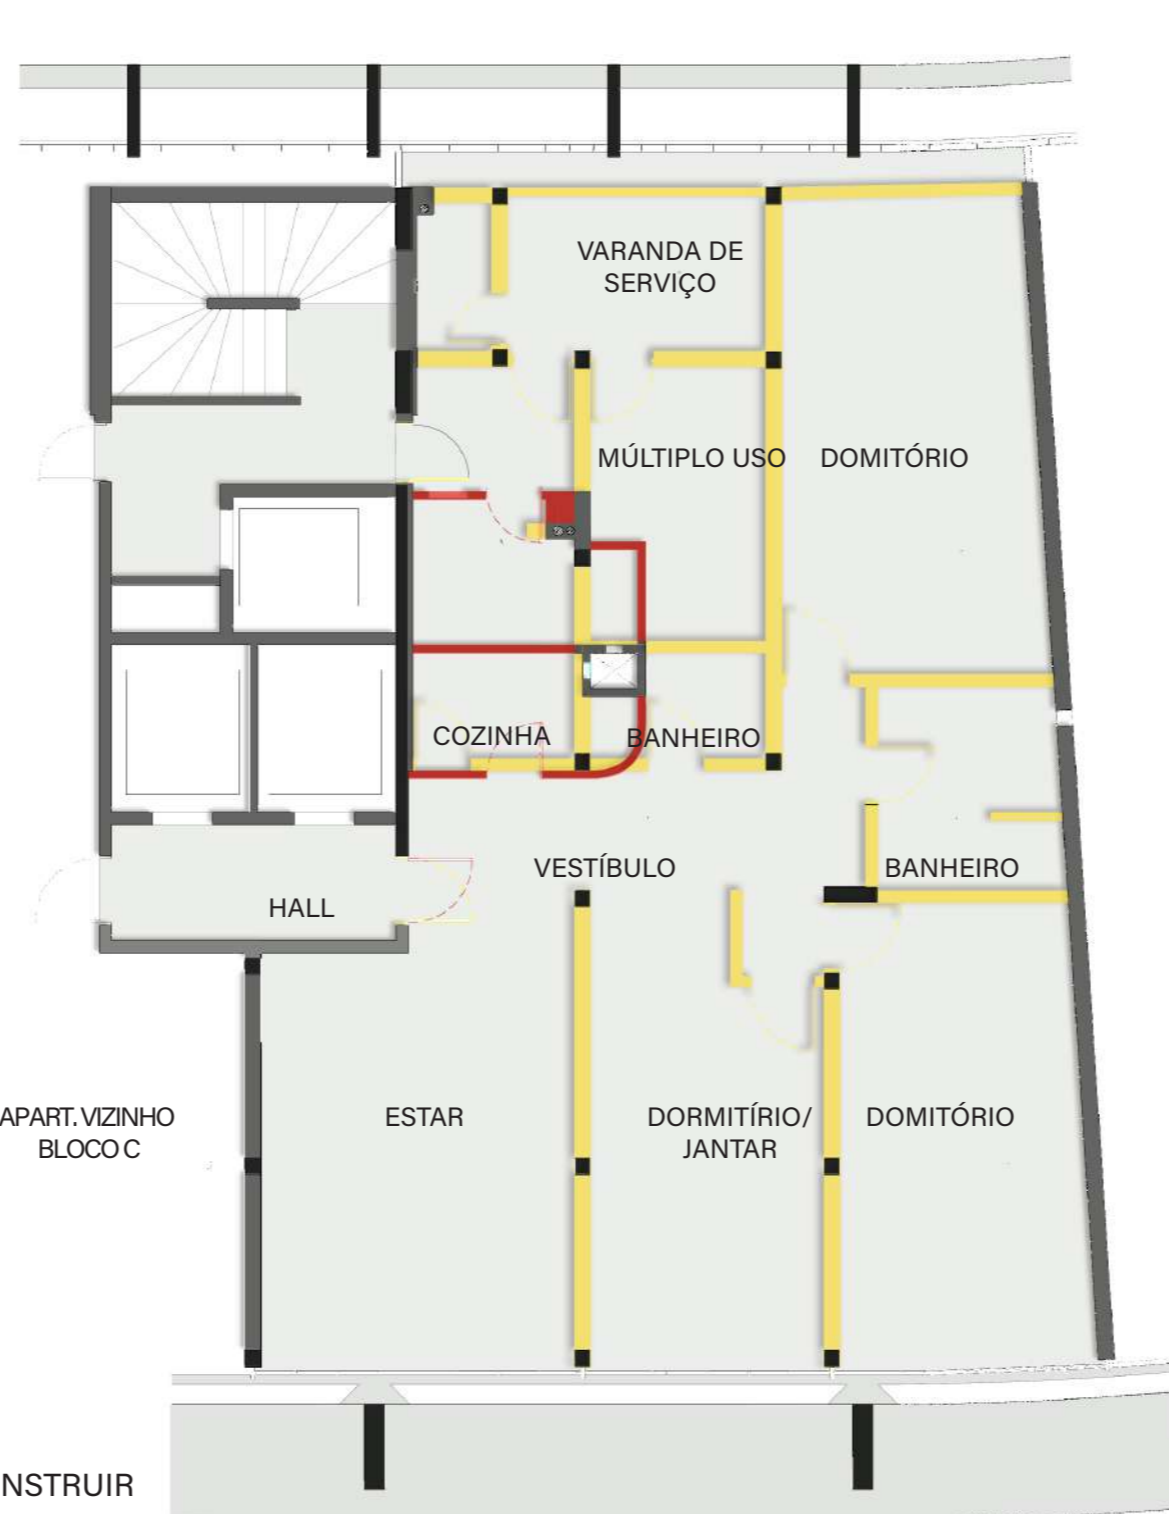 VARANDA DE
SERVIÇO
MÚLTIPLO USO
DOMITÓRIO
COZINHA
BANHEIRO
VESTÍBULO
BANHEIRO
HALL
APART. VIZINHO
BLOCO C
ESTAR
DORMITÍRIO/
JANTAR
DOMITÓRIO
NSTRUIR